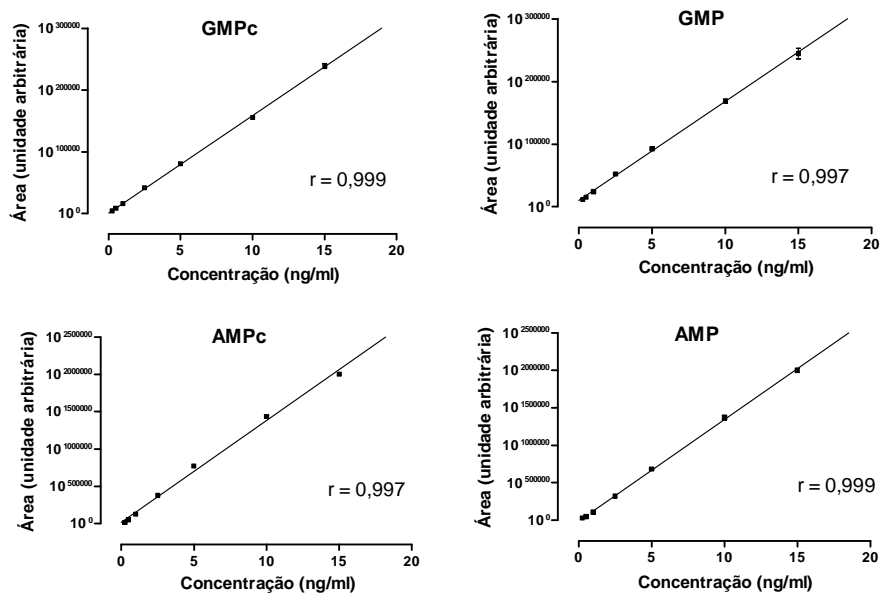 GMPc
Área (unidade arbitrária)
10 300000
10 200000
10 100000
10 0
r = 0,999
0 5 10 15 20
Concentração (ng/ml)
GMP
Área (unidade arbitrária)
10 300000
10 200000
10 100000
10 0
r = 0,997
0 5 10 15 20
Concentração (ng/ml)
AMPc
Área (unidade arbitrária)
10 2500000
10 2000000
10 1500000
10 1000000
10 500000
10 0
r = 0,997
0 5 10 15 20
Concentração (ng/ml)
AMP
Área (unidade arbitrária)
10 2500000
10 2000000
10 1500000
10 1000000
10 500000
10 0
r = 0,999
0 5 10 15 20
Concentração (ng/ml)